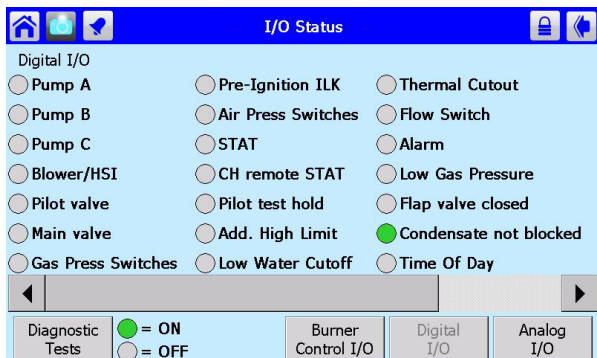 I/O Status
Digital I/O
Pump A
Pre-Ignition ILK
Thermal Cutout
Pump B
Air Press Switches
Flow Switch
Pump C
STAT
Alarm
Blower/HSI
CH remote STAT
Low Gas Pressure
Pilot valve
Pilot test hold
Flap valve closed
Main valve
Add. High Limit
Condensate not blocked
Gas Press Switches
Low Water Cutoff
Time Of Day
Diagnostic
Tests
= ON
= OFF
Burner
Control I/O
Digital
I/O
Analog
I/O